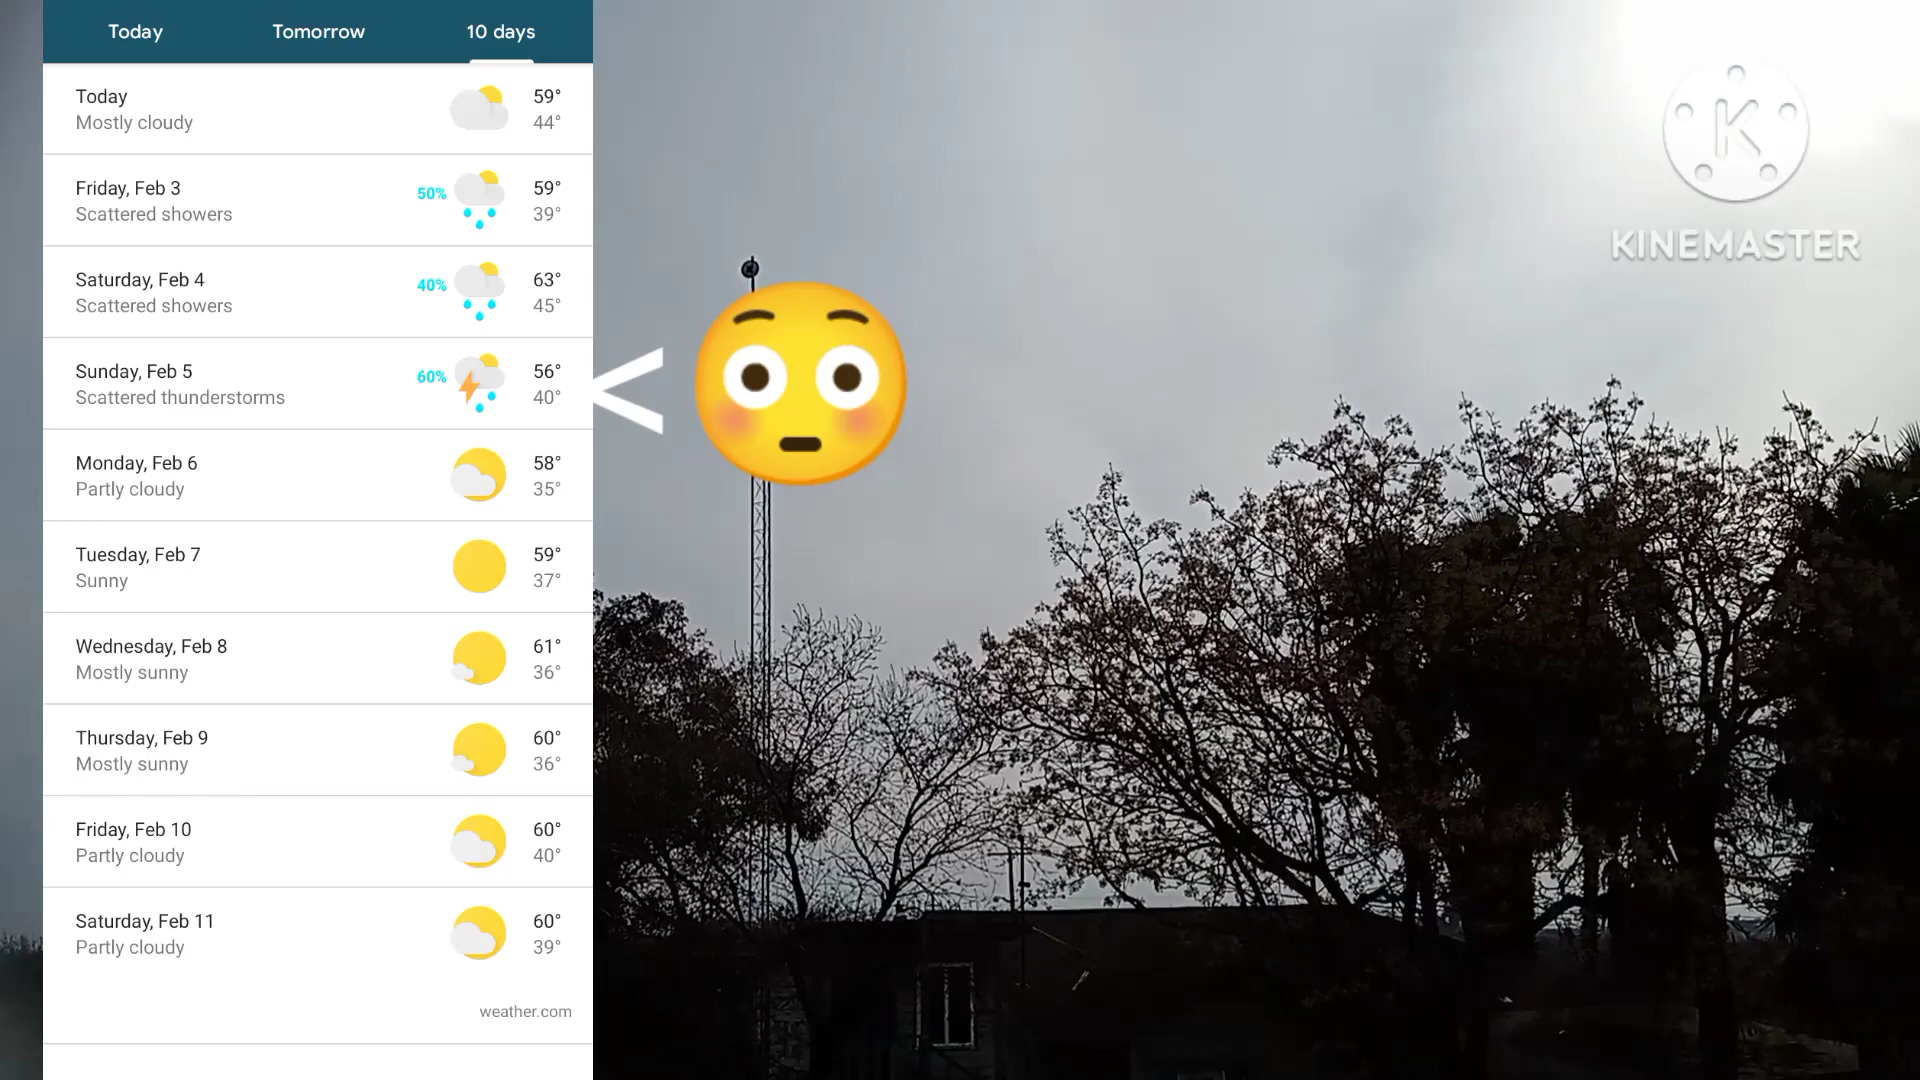 Today Tomorrow 10 days
Today 59°
Mostly cloudy 44°
Friday, Feb 3 50% 59°
Scattered showers 39°
Saturday, Feb 4 40% 63°
Scattered showers 45°
Sunday, Feb 5 60% 56°
Scattered thunderstorms 40°
<
Monday, Feb 6 58°
Partly cloudy 35°
Tuesday, Feb 7 59°
Sunny 37°
Wednesday, Feb 8 61°
Mostly sunny 36°
Thursday, Feb 9 60°
Mostly sunny 36°
Friday, Feb 10 60°
Partly cloudy 40°
Saturday, Feb 11 60°
Partly cloudy 39°
weather.com
K
KINEMASTER